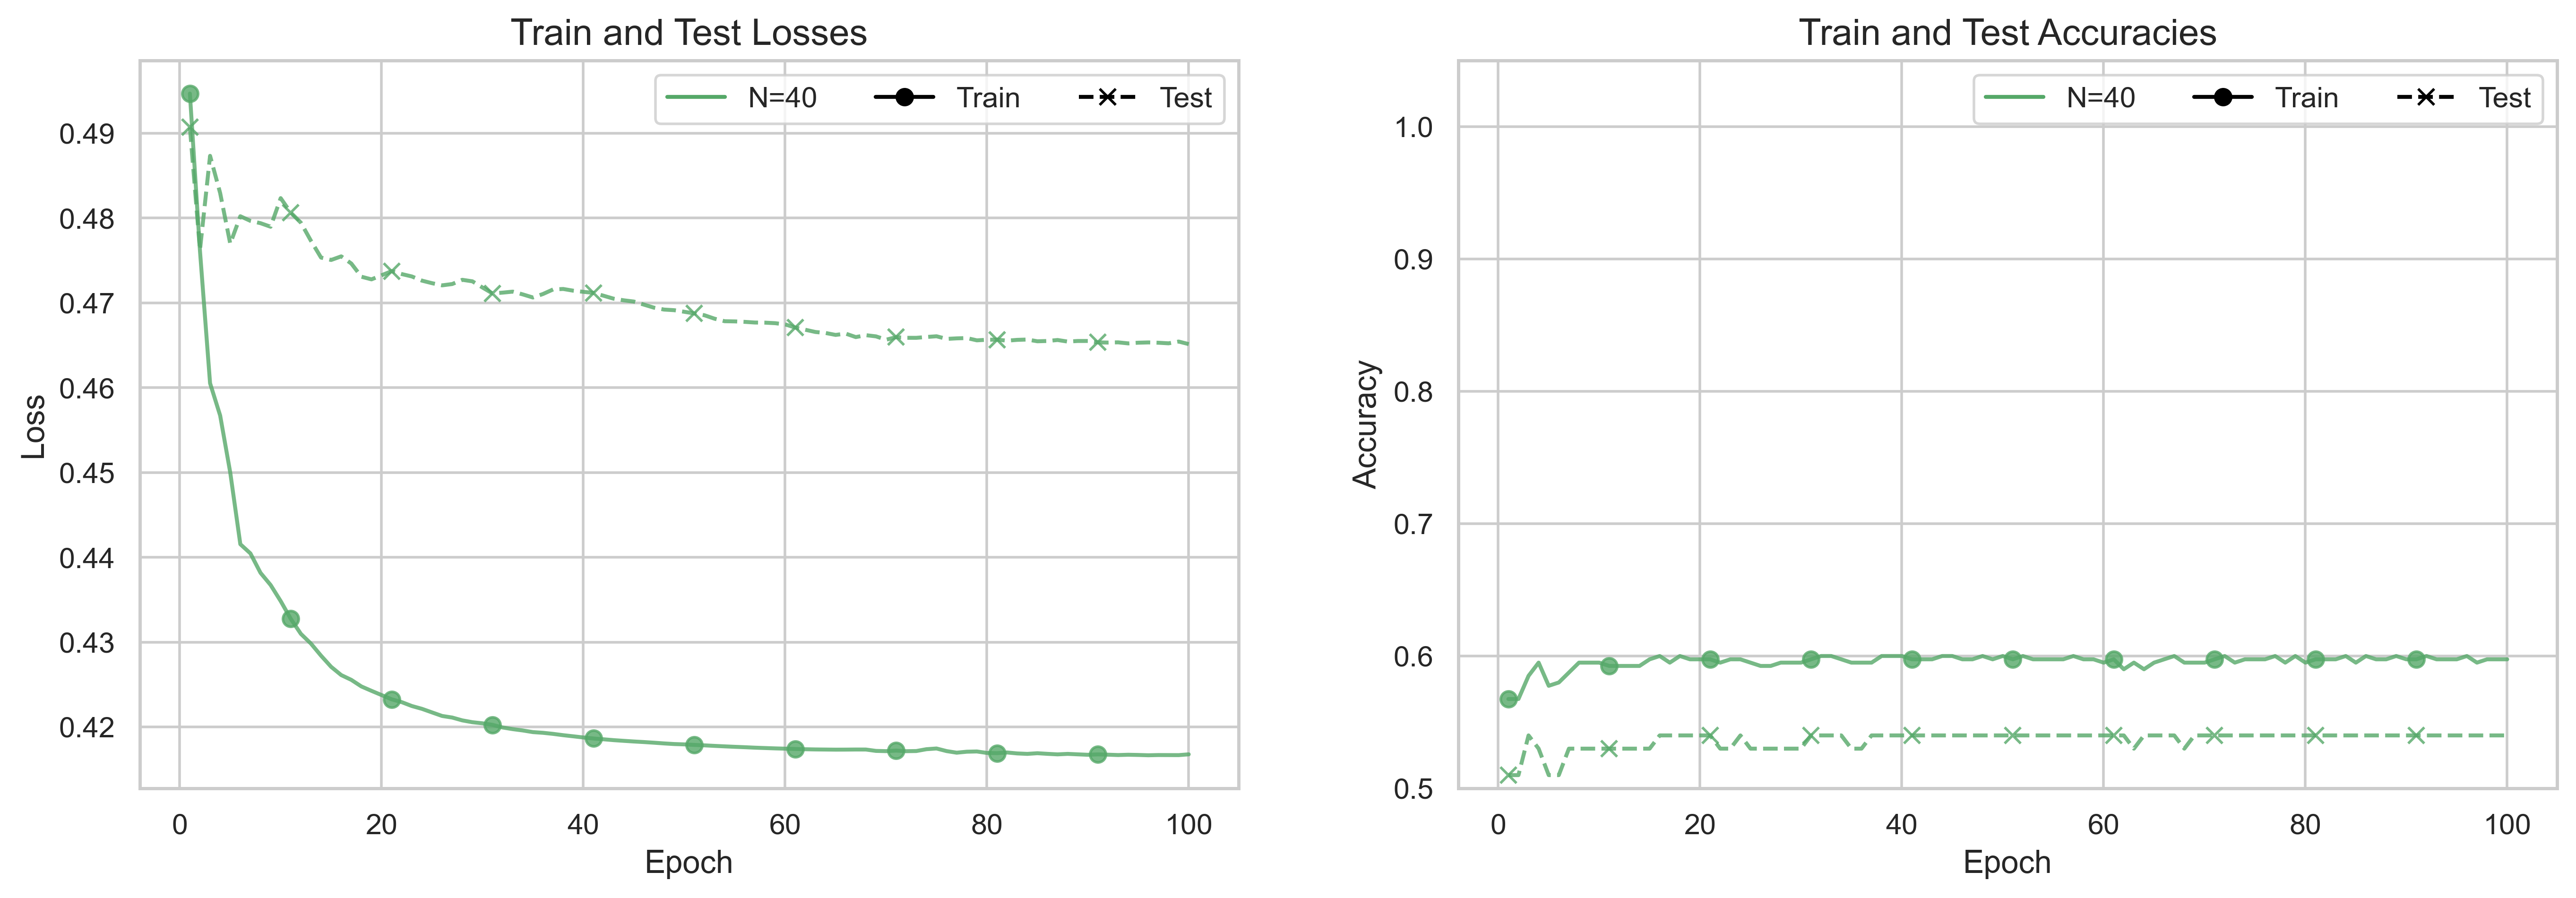 Train and Test Losses
N=40 Train Test
0.49
0.48
0.47
0.46
0.45
0.44
0.43
0.42
Loss
0 20 40 60 80 100
Epoch
Train and Test Accuracies
N=40 Train Test
1.0
0.9
0.8
0.7
0.6
0.5
Accuracy
0 20 40 60 80 100
Epoch